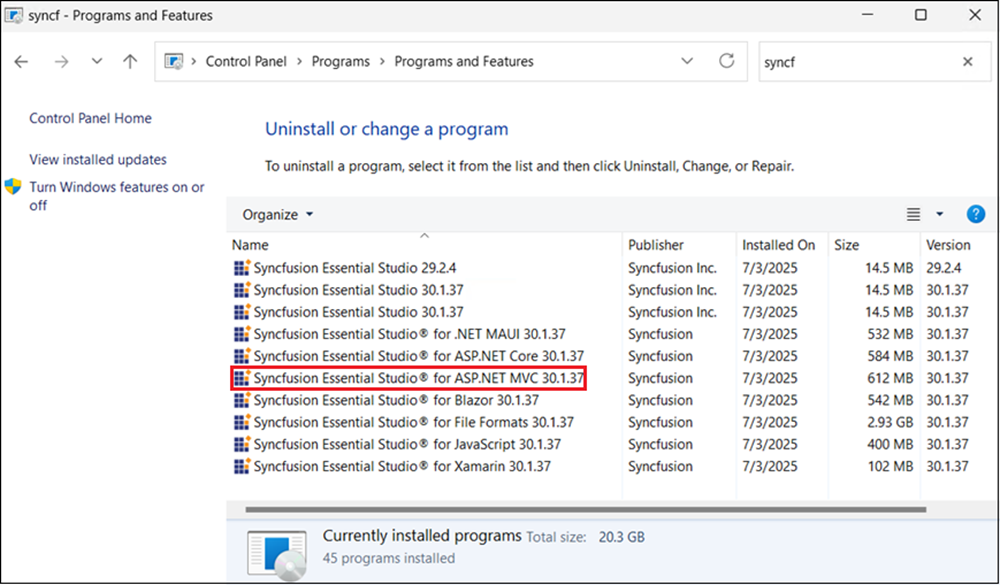 syncf - Programs and Features
Control Panel > Programs > Programs and Features
syncf
Control Panel Home
View installed updates
Turn Windows features on or
off
Uninstall or change a program
To uninstall a program, select it from the list and then click Uninstall, Change, or Repair.
Organize
?
Name Publisher Installed On Size Version
Syncfusion Essential Studio 29.2.4 Syncfusion Inc. 7/3/2025 14.5 MB 29.2.4
Syncfusion Essential Studio 30.1.37 Syncfusion Inc. 7/3/2025 14.5 MB 30.1.37
Syncfusion Essential Studio 30.1.37 Syncfusion Inc. 7/3/2025 14.5 MB 30.1.37
Syncfusion Essential Studio® for .NET MAUI 30.1.37 Syncfusion 7/3/2025 532 MB 30.1.37
Syncfusion Essential Studio® for ASP.NET Core 30.1.37 Syncfusion 7/3/2025 584 MB 30.1.37
Syncfusion Essential Studio® for ASP.NET MVC 30.1.37 Syncfusion 7/3/2025 612 MB 30.1.37
Syncfusion Essential Studio® for Blazor 30.1.37 Syncfusion 7/3/2025 542 MB 30.1.37
Syncfusion Essential Studio® for File Formats 30.1.37 Syncfusion 7/3/2025 2.93 GB 30.1.37
Syncfusion Essential Studio® for JavaScript 30.1.37 Syncfusion 7/3/2025 400 MB 30.1.37
Syncfusion Essential Studio® for Xamarin 30.1.37 Syncfusion 7/3/2025 102 MB 30.1.37
Currently installed programs Total size: 20.3 GB
45 programs installed